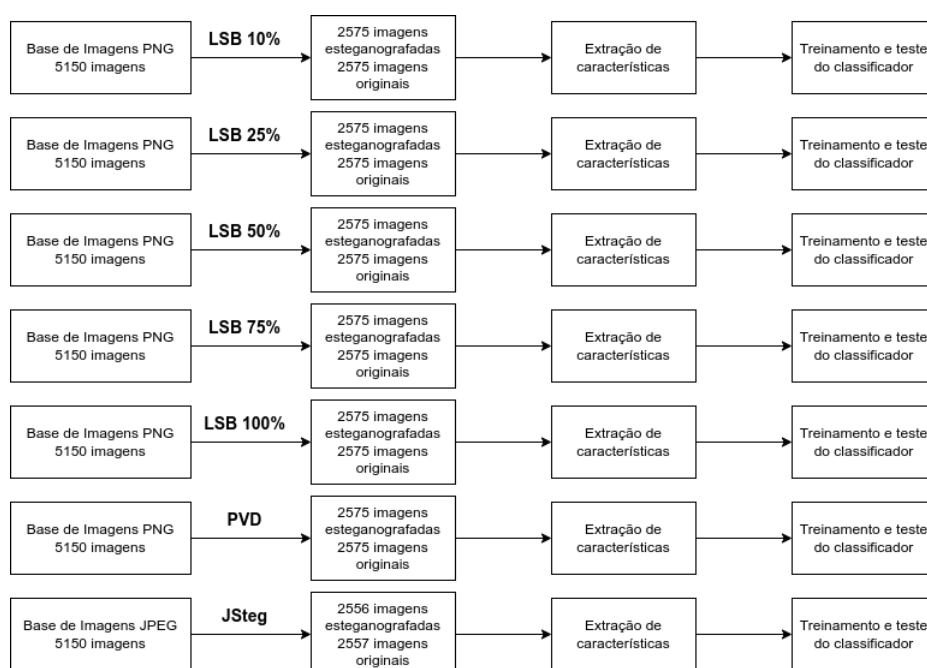 Base de Imagens PNG
5150 imagens
LSB 10%
2575 imagens
esteganografadas
2575 imagens
originais
Extração de
características
Treinamento e teste
do classificador
Base de Imagens PNG
5150 imagens
LSB 25%
2575 imagens
esteganografadas
2575 imagens
originais
Extração de
características
Treinamento e teste
do classificador
Base de Imagens PNG
5150 imagens
LSB 50%
2575 imagens
esteganografadas
2575 imagens
originais
Extração de
características
Treinamento e teste
do classificador
Base de Imagens PNG
5150 imagens
LSB 75%
2575 imagens
esteganografadas
2575 imagens
originais
Extração de
características
Treinamento e teste
do classificador
Base de Imagens PNG
5150 imagens
LSB 100%
2575 imagens
esteganografadas
2575 imagens
originais
Extração de
características
Treinamento e teste
do classificador
Base de Imagens PNG
5150 imagens
PVD
2575 imagens
esteganografadas
2575 imagens
originais
Extração de
características
Treinamento e teste
do classificador
Base de Imagens JPEG
5150 imagens
JSteg
2556 imagens
esteganografadas
2557 imagens
originais
Extração de
características
Treinamento e teste
do classificador